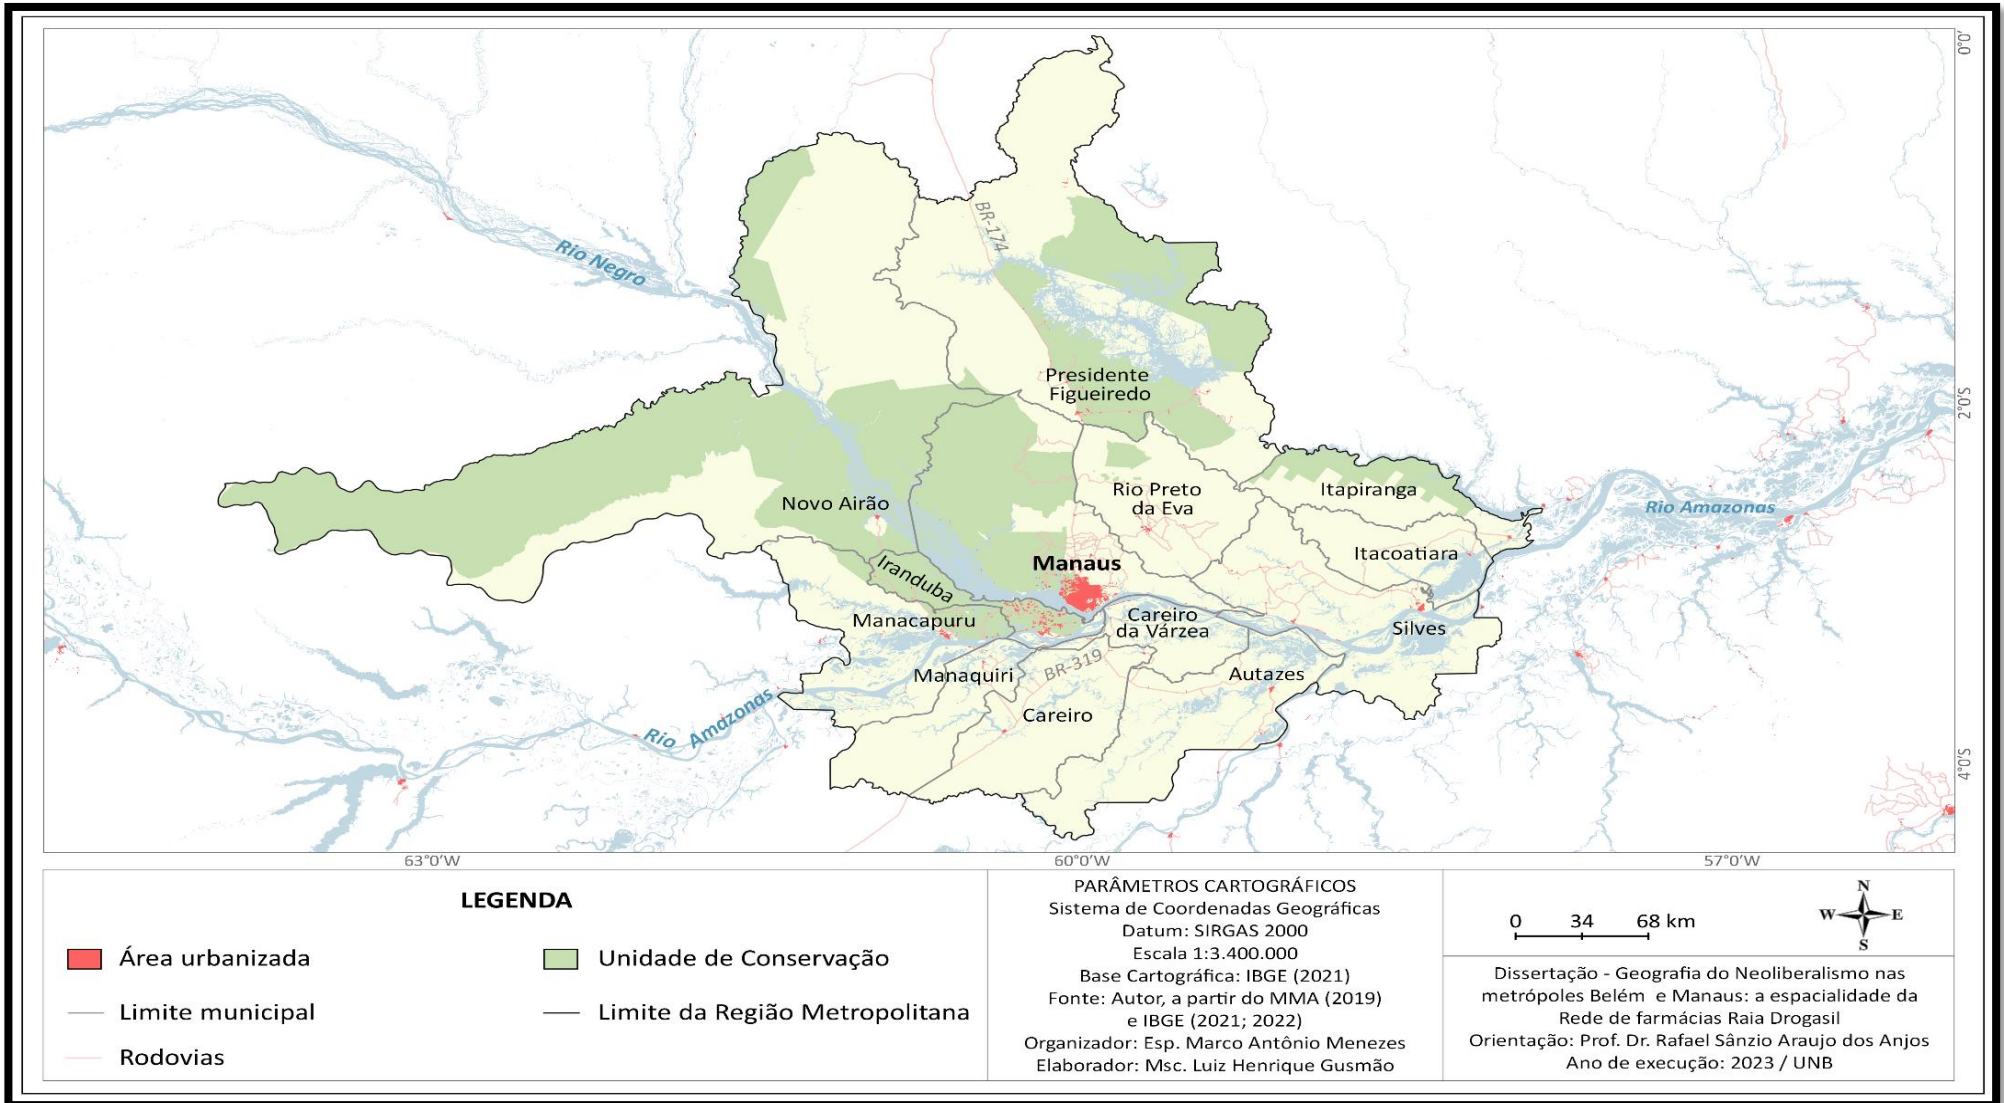 0°0'
BR-174
Rio Negro
Presidente
Figueiredo
2°0'S
Novo Airão
Rio Preto
da Eva
Itapiranga
Rio Amazonas
Itacoatiara
Manaus
Iranduba
Manacapuru
Careiro
da Várzea
Silves
BR-319
Manaquiri
Autazes
Careiro
Rio Amazonas
4°0'S
63°0'W
60°0'W
57°0'W
LEGENDA
Área urbanizada
Unidade de Conservação
Limite municipal
Limite da Região Metropolitana
Rodovias
PARÂMETROS CARTOGRÁFICOS
Sistema de Coordenadas Geográficas
Datum: SIRGAS 2000
Escala 1:3.400.000
Base Cartográfica: IBGE (2021)
Fonte: Autor, a partir do MMA (2019)
e IBGE (2021; 2022)
Organizador: Esp. Marco Antônio Menezes
Elaborador: Msc. Luiz Henrique Gusmão
0 34 68 km
N
W E
S
Dissertação - Geografia do Neoliberalismo nas
metrópoles Belém e Manaus: a espacialidade da
Rede de farmácias Raia Drogasil
Orientação: Prof. Dr. Rafael Sânzio Araujo dos Anjos
Ano de execução: 2023 / UNB